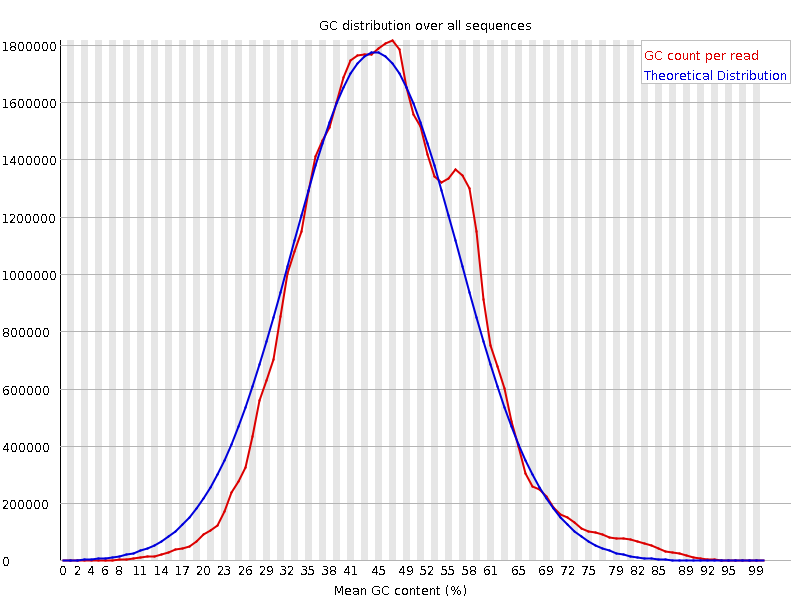 GC distribution over all sequences
1800000
1600000
1400000
1200000
1000000
800000
600000
400000
200000
0
GC count per read
Theoretical Distribution
0 2 4 6 8 11 14 17 20 23 26 29 32 35 38 41 45 49 52 55 58 61 65 69 72 75 79 82 85 89 92 95 99
Mean GC content (%)